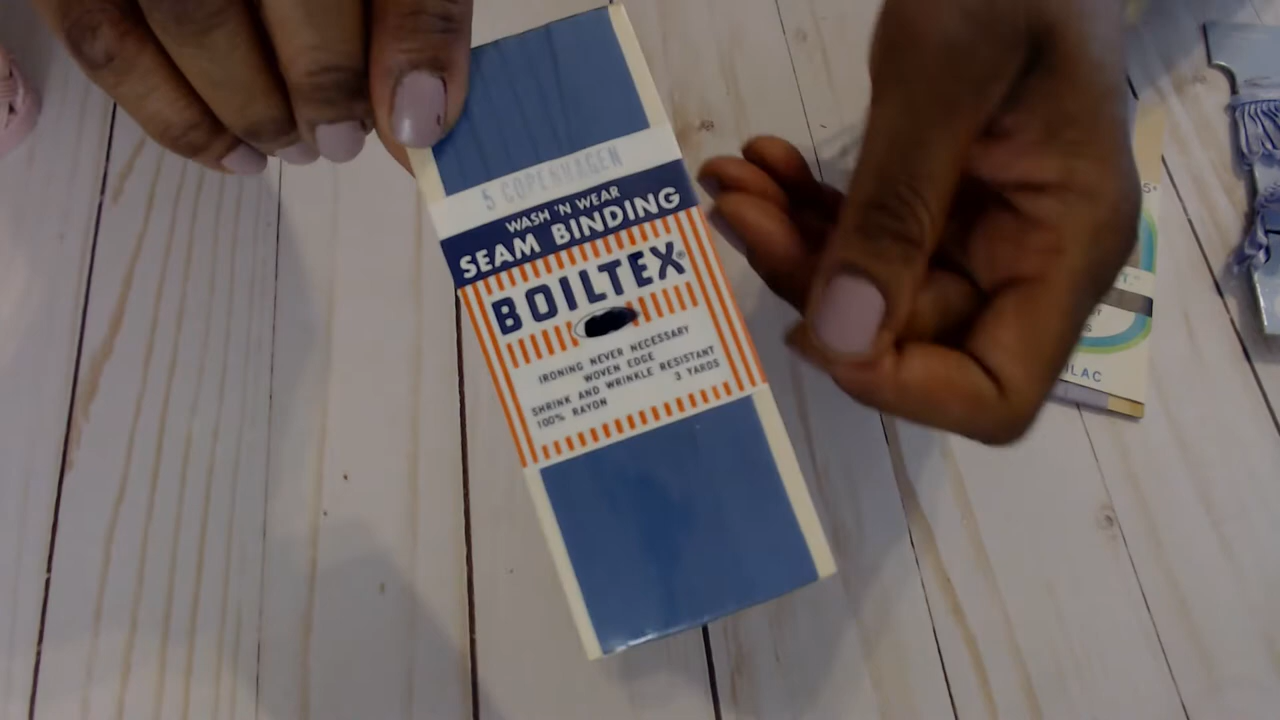 5 COPENHAGEN
WASH 'N WEAR
SEAM BINDING
BOILTEX®
IRONING NEVER NECESSARY
WOVEN EDGE
SHRINK AND WRINKLE RESISTANT
100% RAYON 3 YARDS